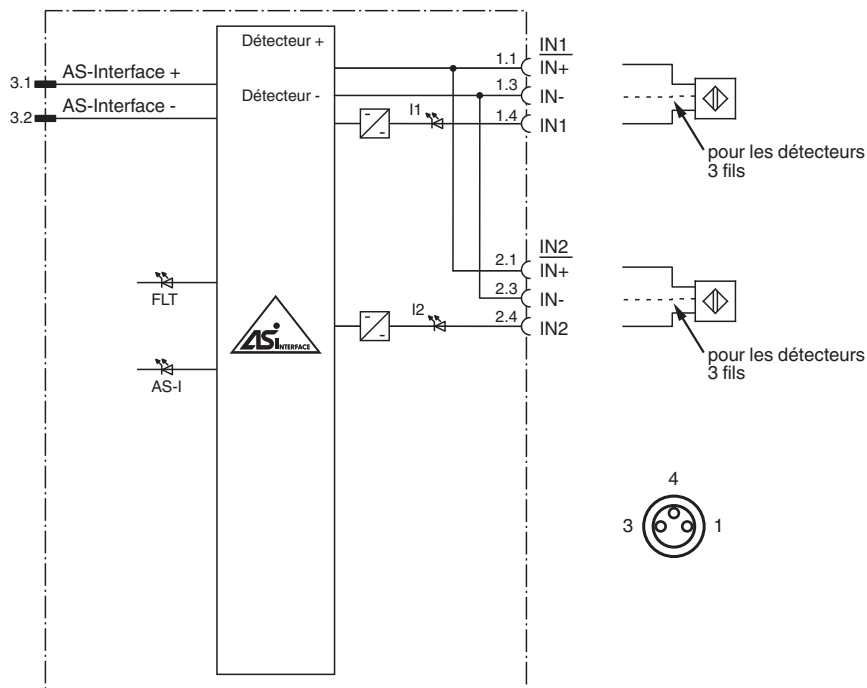 Détecteur +
1.1
IN1
IN+
3.1
AS-Interface +
1.3
IN-
Détecteur -
3.2
AS-Interface -
I1
1.4
IN1
pour les détecteurs
3 fils
IN2
2.1
IN+
2.3
IN-
FLT
I2
2.4
IN2
ASi INTERFACE
pour les détecteurs
3 fils
AS-I
4
3
1